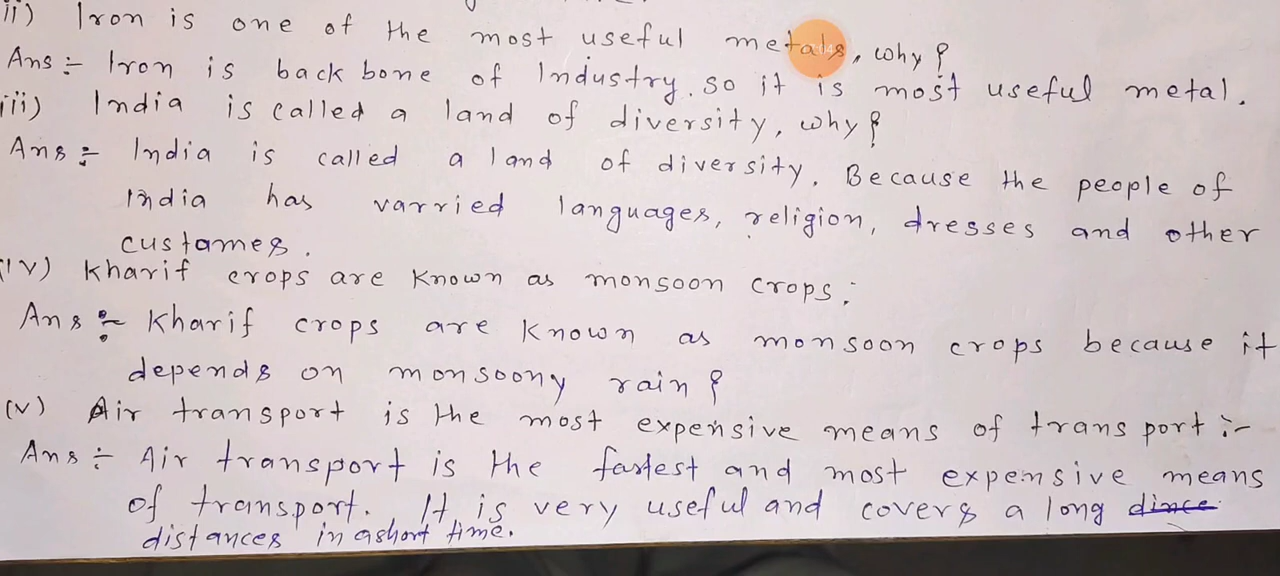 ii) Iron is one of the most useful metals, why?
Ans :- Iron is back bone of Industry. so it is most useful metal.
iii) India is called a land of diversity, why?
Ans :- India is called a land of diversity. Because the people of
India has varried languages, religion, dresses and other
customes.
(iv) Kharif crops are known as monsoon crops :
Ans :- Kharif crops are known as monsoon crops because it
depends on monsoony rain ?
(v) Air transport is the most expensive means of transport :-
Ans :- Air transport is the fastest and most expensive means
of transport. It is very useful and covers a long
distances in a short time.